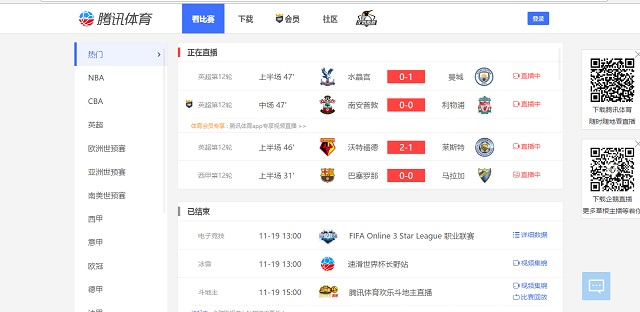 腾讯体育
看比赛
下载
会员
社区
登录
热门
NBA
CBA
英超
欧洲世预赛
亚洲世预赛
南美世预赛
西甲
意甲
欧冠
德甲
正在直播
英超第12轮 上半场 47' 水晶宫 0-1 曼城 直播中
英超第12轮 中场 47' 南安普敦 0-0 利物浦 直播中
体育会员专享：腾讯体育app专享视频直播 >>
英超第12轮 上半场 46' 沃特福德 2-1 莱斯特 直播中
西甲第12轮 上半场 31' 巴塞罗那 0-0 马拉加 直播中
已结束
电子竞技 11-19 13:00 FIFA Online 3 Star League 职业联赛 详细数据
冰雪 11-19 13:00 速滑世界杯长野站 视频集锦
斗地主 11-19 15:00 腾讯体育欢乐斗地主直播 视频集锦
比赛回放
下载腾讯体育
随时随地看直播
下载企鹅直播
更多草根主播等着你